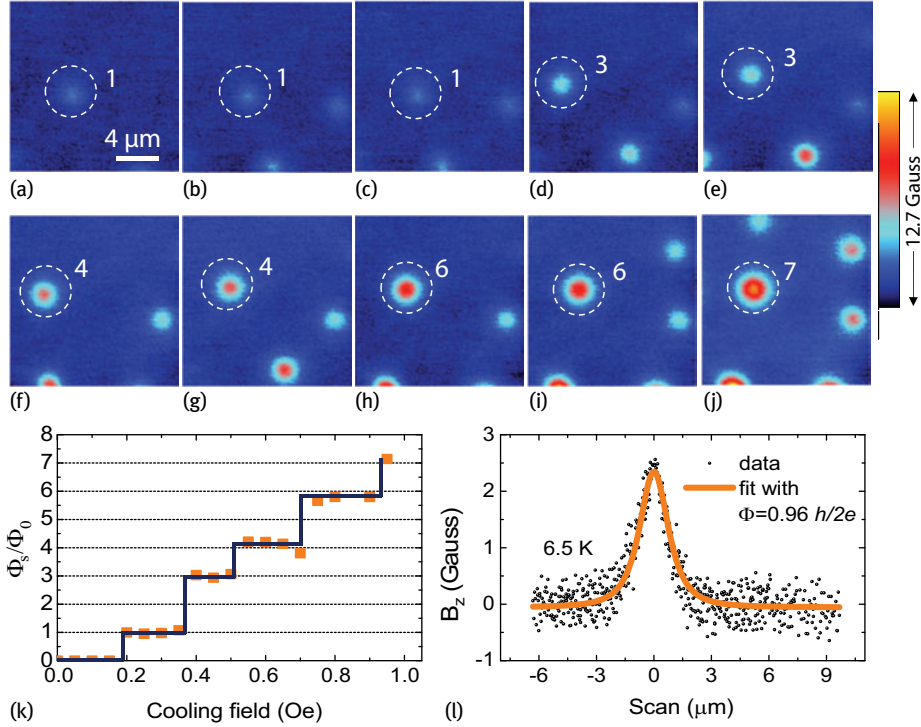 1
4 μm
1
1
3
3
(a)
(b)
(c)
(d)
(e)
12.7 Gauss
4
4
6
6
7
(f)
(g)
(h)
(i)
(j)
8
7
6
5
4
3
2
1
0
Φs/Φ0
0.0 0.2 0.4 0.6 0.8 1.0
Cooling field (Oe)
(k)
3
2
1
0
-1
Bz (Gauss)
data
fit with
Φ=0.96 h/2e
6.5 K
-6 -3 0 3 6 9
Scan (μm)
(l)